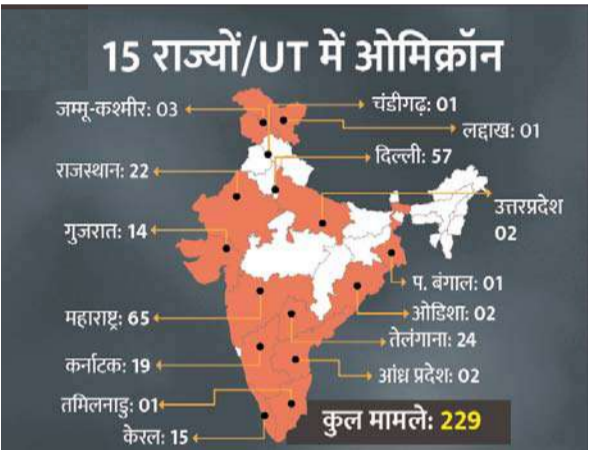 15 राज्यों/UT में ओमिक्रॉन
जम्मू-कश्मीर: 03
चंडीगढ़: 01
लद्दाख: 01
दिल्ली: 57
राजस्थान: 22
उत्तरप्रदेश
02
गुजरात: 14
प. बंगाल: 01
ओडिशा: 02
महाराष्ट्र: 65
तेलंगाना: 24
कर्नाटक: 19
आंध्र प्रदेश: 02
तमिलनाडु: 01
केरल: 15
कुल मामले: 229